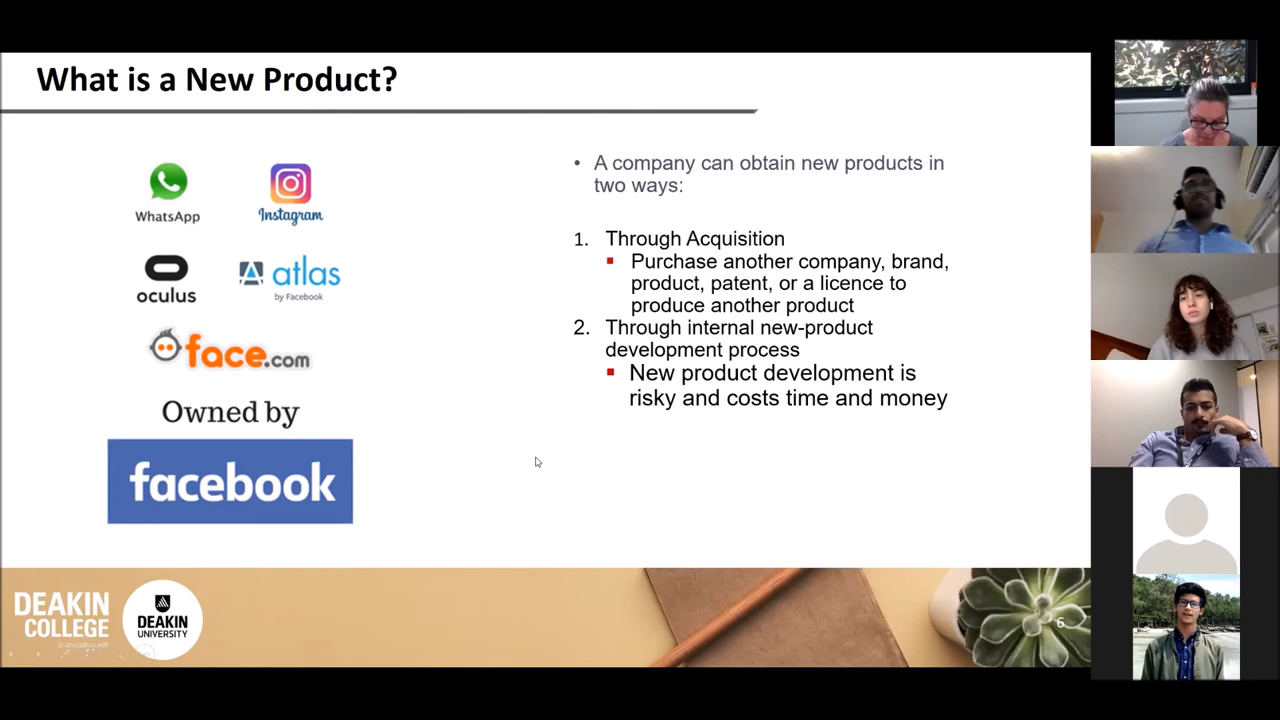 What is a New Product?
WhatsApp
Instagram
oculus
atlas
by Facebook
face.com
Owned by
facebook
• A company can obtain new products in
two ways:
1. Through Acquisition
Purchase another company, brand,
product, patent, or a licence to
produce another product
2. Through internal new-product
development process
New product development is
risky and costs time and money
DEAKIN
COLLEGE
DEAKIN
UNIVERSITY
6